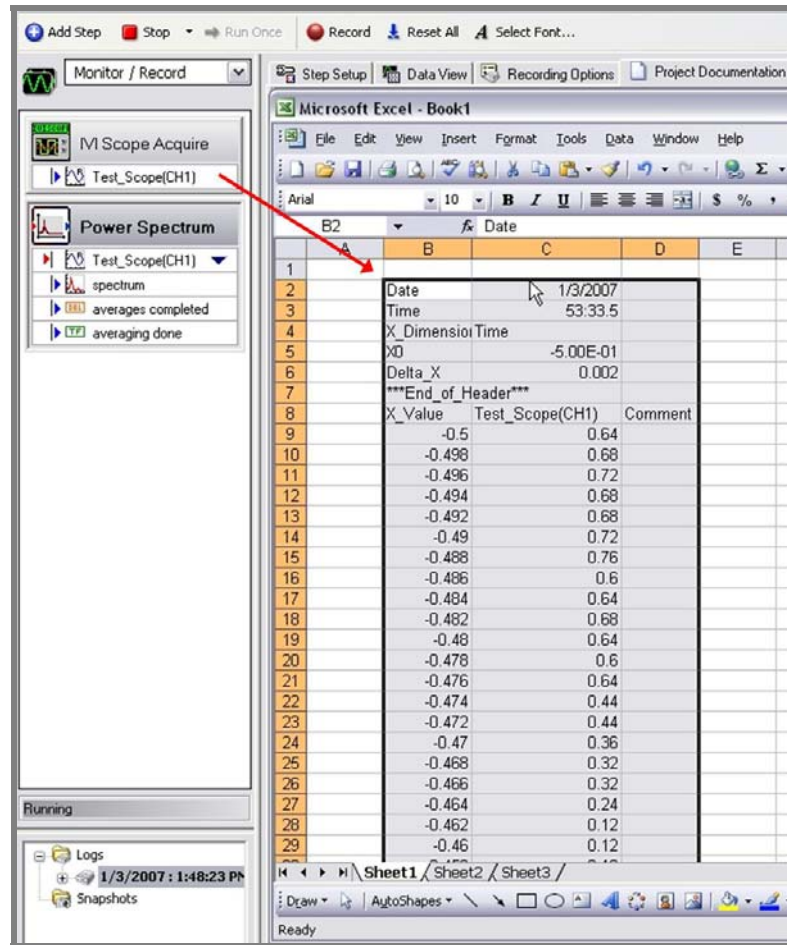 Add Step Stop Run Once Record Reset All A Select Font...
Monitor / Record
Step Setup Data View Recording Options Project Documentation
IVI Scope Acquire
Test_Scope(CH1)
Power Spectrum
Test_Scope(CH1)
spectrum
averages completed
averaging done
Running
Logs
1/3/2007 : 1:48:23 PM
Snapshots
Microsoft Excel - Book1
File Edit View Insert Format Tools Data Window Help
Arial 10 B I U $ % ,
B2 fx Date
A B C D E
1
2 Date 1/3/2007
3 Time 53:33.5
4 X_Dimension Time
5 X0 -5.00E-01
6 Delta_X 0.002
7 ***End_of_Header***
8 X_Value Test_Scope(CH1) Comment
9 -0.5 0.64
10 -0.498 0.68
11 -0.496 0.72
12 -0.494 0.68
13 -0.492 0.68
14 -0.49 0.72
15 -0.488 0.76
16 -0.486 0.6
17 -0.484 0.64
18 -0.482 0.68
19 -0.48 0.64
20 -0.478 0.6
21 -0.476 0.64
22 -0.474 0.44
23 -0.472 0.44
24 -0.47 0.36
25 -0.468 0.32
26 -0.466 0.32
27 -0.464 0.24
28 -0.462 0.12
29 -0.46 0.12
Sheet1 Sheet2 Sheet3
Draw AutoShapes
Ready